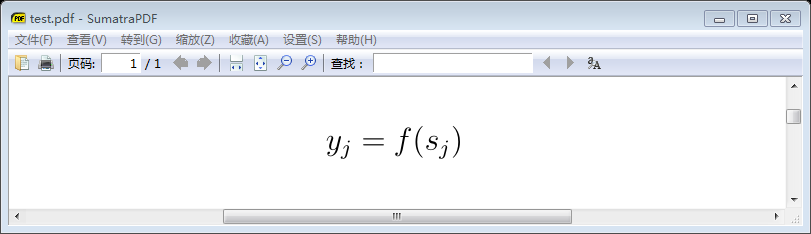 test.pdf - SumatraPDF
文件(F) 查看(V) 转到(G) 缩放(Z) 收藏(A) 设置(S) 帮助(H)
页码: 1 / 1 查找：
y_j = f(s_j)